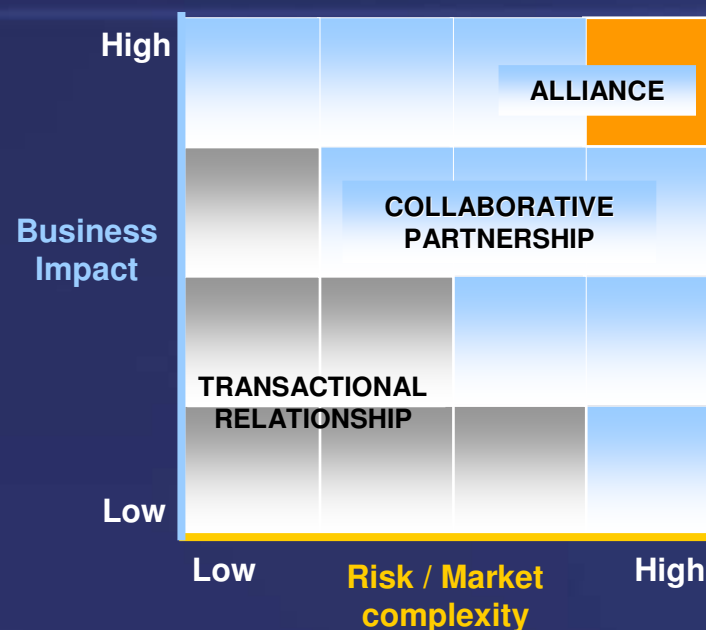 High
ALLIANCE
COLLABORATIVE
PARTNERSHIP
Business
Impact
TRANSACTIONAL
RELATIONSHIP
Low
Low
Risk / Market
complexity
High